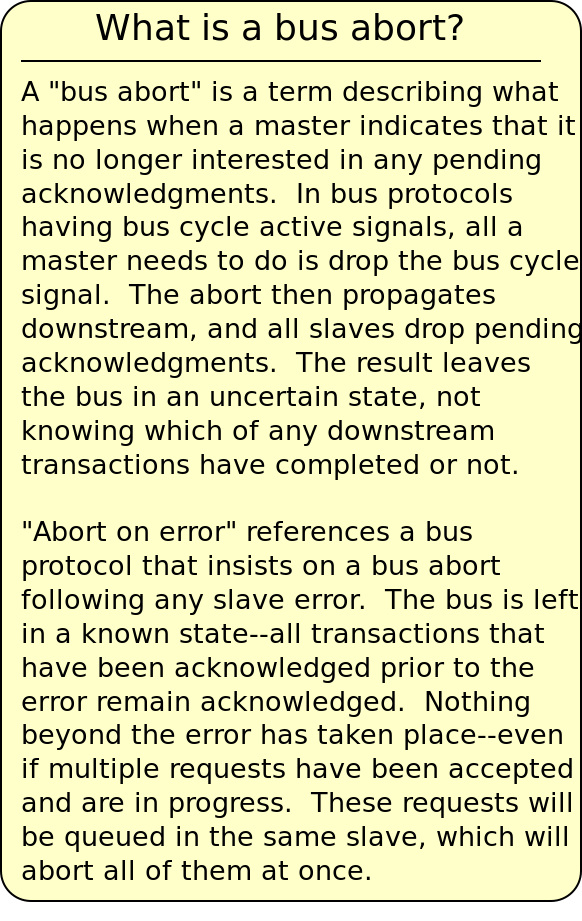 What is a bus abort?
A "bus abort" is a term describing what
happens when a master indicates that it
is no longer interested in any pending
acknowledgments.  In bus protocols
having bus cycle active signals, all a
master needs to do is drop the bus cycle
signal.  The abort then propagates
downstream, and all slaves drop pending
acknowledgments.  The result leaves
the bus in an uncertain state, not
knowing which of any downstream
transactions have completed or not.
"Abort on error" references a bus
protocol that insists on a bus abort
following any slave error.  The bus is left
in a known state--all transactions that
have been acknowledged prior to the
error remain acknowledged.  Nothing
beyond the error has taken place--even
if multiple requests have been accepted
and are in progress.  These requests will
be queued in the same slave, which will
abort all of them at once.